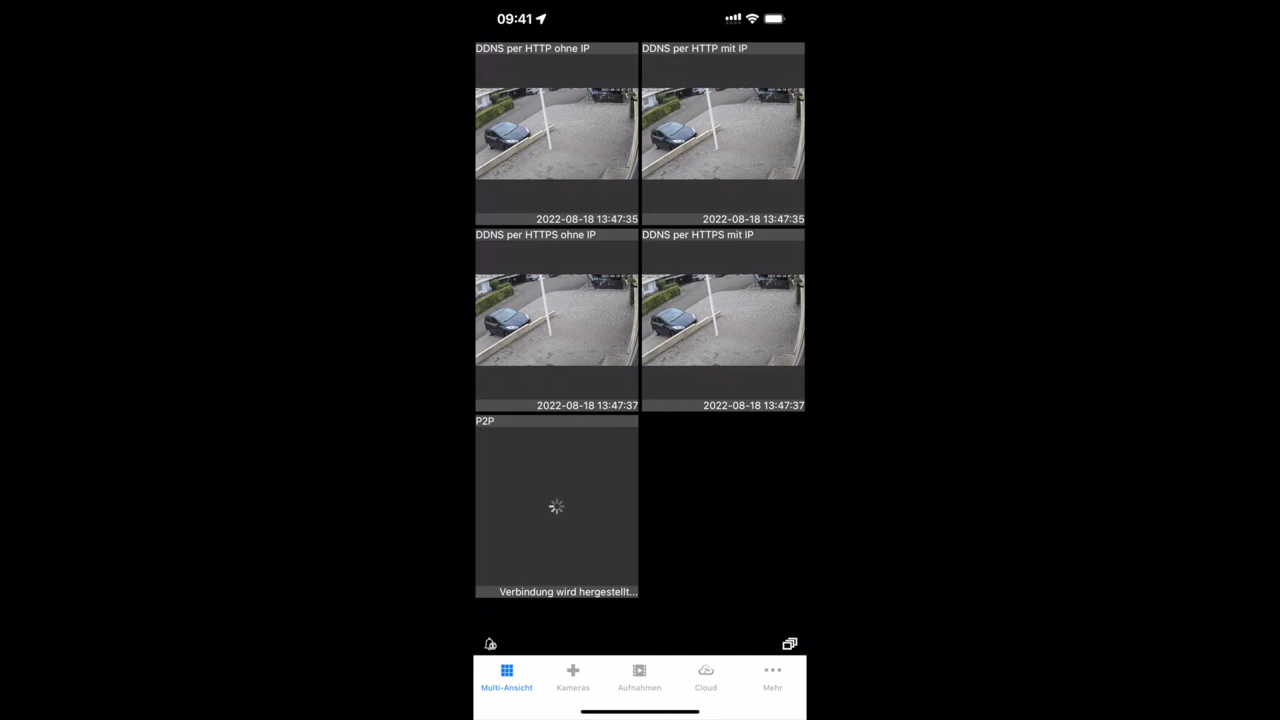 09:41
DDNS per HTTP ohne IP
DDNS per HTTP mit IP
2022-08-18 13:47:35
2022-08-18 13:47:35
DDNS per HTTPS ohne IP
DDNS per HTTPS mit IP
2022-08-18 13:47:37
2022-08-18 13:47:37
P2P
Verbindung wird hergestellt...
Multi-Ansicht
Kameras
Aufnahmen
Cloud
Mehr